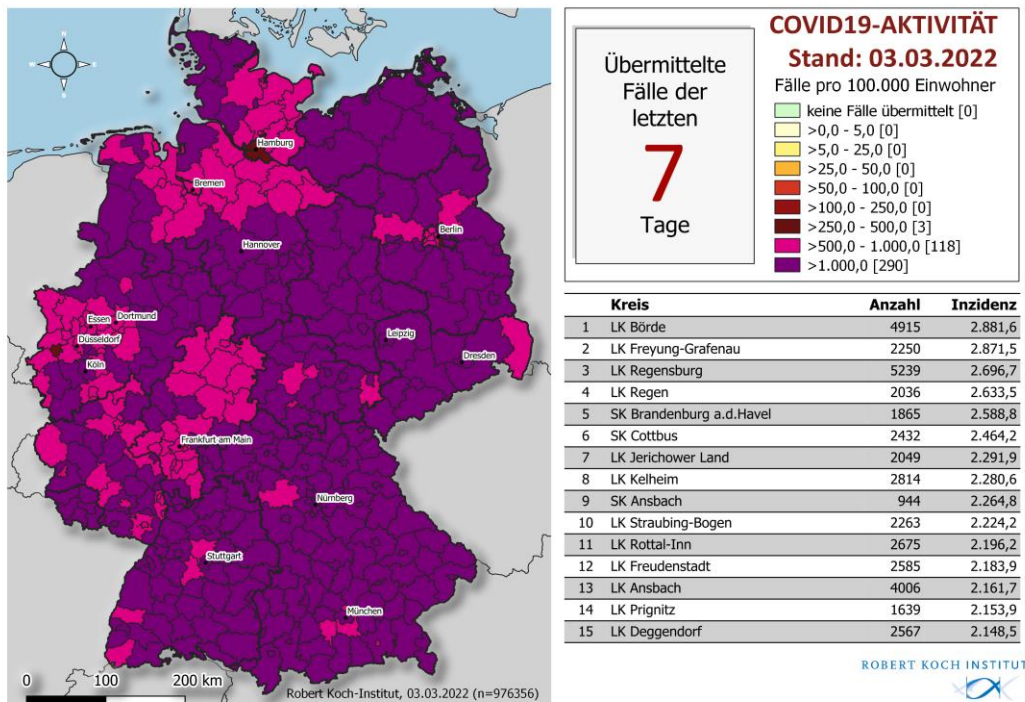 N
W
O
S
Hamburg
Bremen
Berlin
Hannover
Essen
Dortmund
Düsseldorf
Köln
Leipzig
Dresden
Frankfurt am Main
Nürnberg
Stuttgart
München
0 100 200 km
Robert Koch-Institut, 03.03.2022 (n=976356)
COVID19-AKTIVITÄT
Stand: 03.03.2022
Übermittelte
Fälle der
letzten
7
Tage
Fälle pro 100.000 Einwohner
keine Fälle übermittelt [0]
>0,0 - 5,0 [0]
>5,0 - 25,0 [0]
>25,0 - 50,0 [0]
>50,0 - 100,0 [0]
>100,0 - 250,0 [0]
>250,0 - 500,0 [3]
>500,0 - 1.000,0 [118]
>1.000,0 [290]
Kreis Anzahl Inzidenz
1 LK Börde 4915 2.881,6
2 LK Freyung-Grafenau 2250 2.871,5
3 LK Regensburg 5239 2.696,7
4 LK Regen 2036 2.633,5
5 SK Brandenburg a.d.Havel 1865 2.588,8
6 SK Cottbus 2432 2.464,2
7 LK Jerichower Land 2049 2.291,9
8 LK Kelheim 2814 2.280,6
9 SK Ansbach 944 2.264,8
10 LK Straubing-Bogen 2263 2.224,2
11 LK Rottal-Inn 2675 2.196,2
12 LK Freudenstadt 2585 2.183,9
13 LK Ansbach 4006 2.161,7
14 LK Prignitz 1639 2.153,9
15 LK Deggendorf 2567 2.148,5
ROBERT KOCH INSTITUT